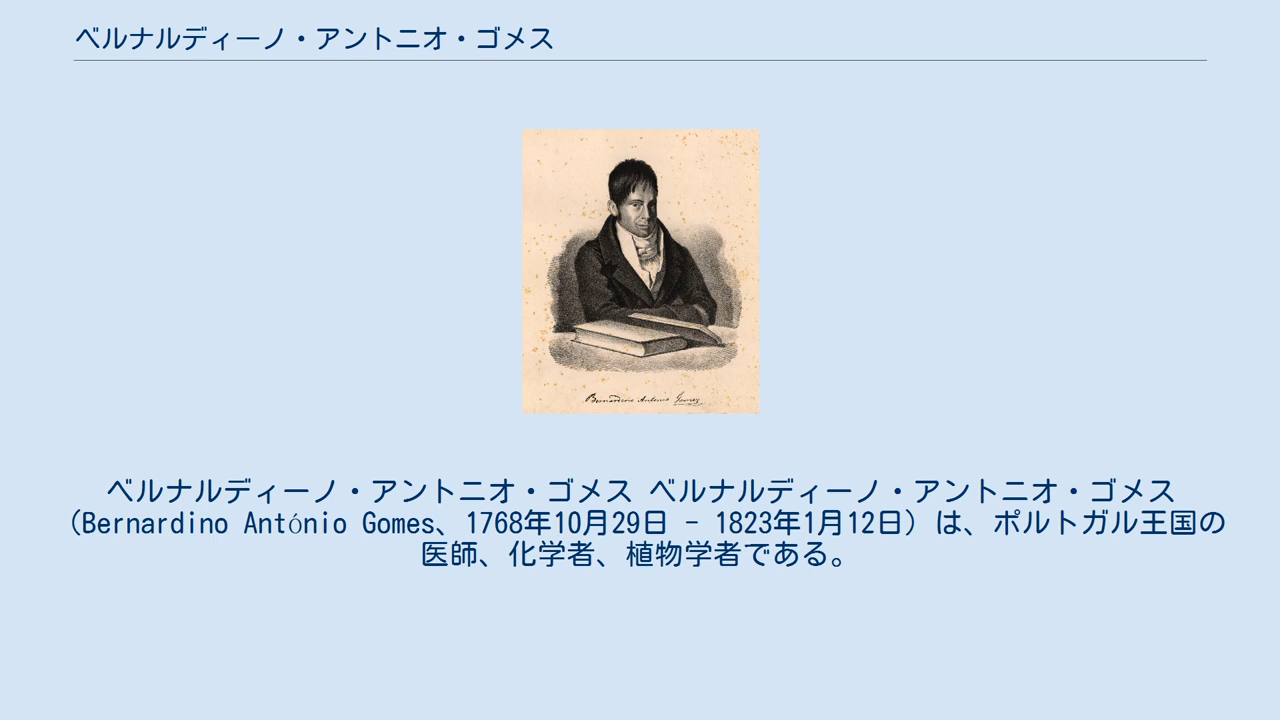 ベルナルディーノ・アントニオ・ゴメス
Bernardino Antonio Gomes
ベルナルディーノ・アントニオ・ゴメス ベルナルディーノ・アントニオ・ゴメス
（Bernardino António Gomes、1768年10月29日 - 1823年1月12日）は、ポルトガル王国の
医師、化学者、植物学者である。